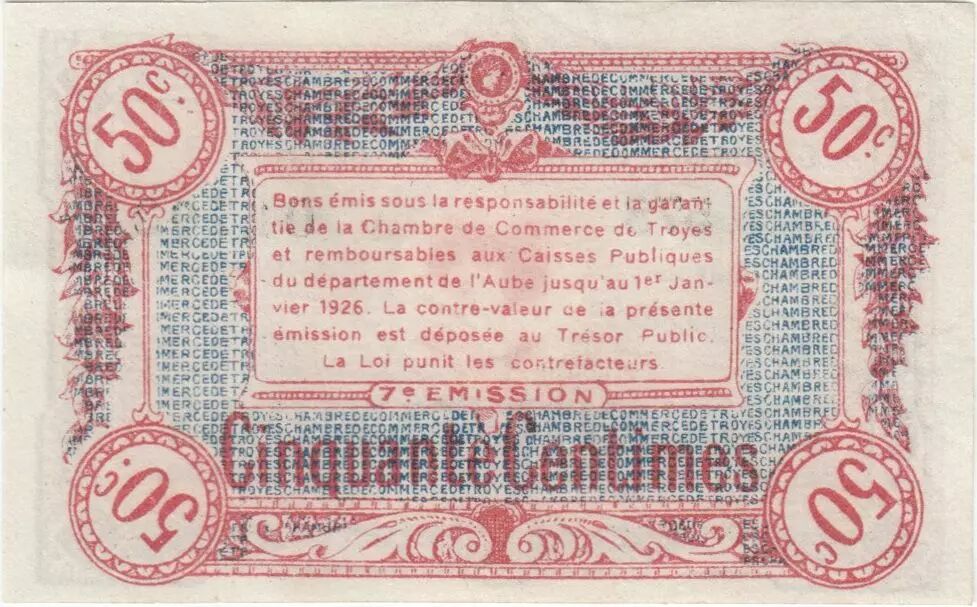 50c.
50c.
Bons émis sous la responsabilité et la garan-
tie de la Chambre de Commerce de Troyes
et remboursables aux Caisses Publiques
du département de l'Aube jusqu'au 1er Jan-
vier 1926. La contre-valeur de la présente
émission est déposée au Trésor Public.
La Loi punit les contrefacteurs.
7e EMISSION
Cinquante Centimes
50c.
50c